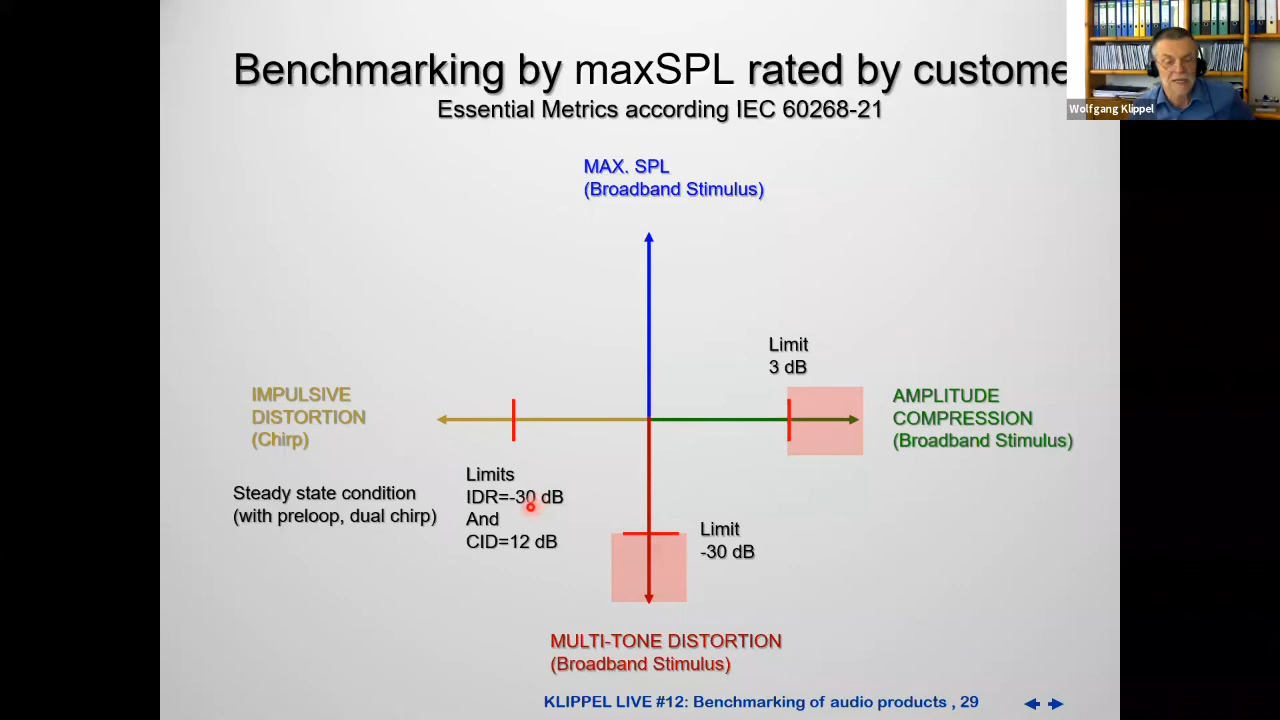 Benchmarking by maxSPL rated by custome
Essential Metrics according IEC 60268-21
Wolfgang Klippel
MAX. SPL
(Broadband Stimulus)
Limit
3 dB
IMPULSIVE
DISTORTION
(Chirp)
AMPLITUDE
COMPRESSION
(Broadband Stimulus)
Steady state condition
(with preloop, dual chirp)
Limits
IDR=-30 dB
And
CID=12 dB
Limit
-30 dB
MULTI-TONE DISTORTION
(Broadband Stimulus)
KLIPPEL LIVE #12: Benchmarking of audio products , 29